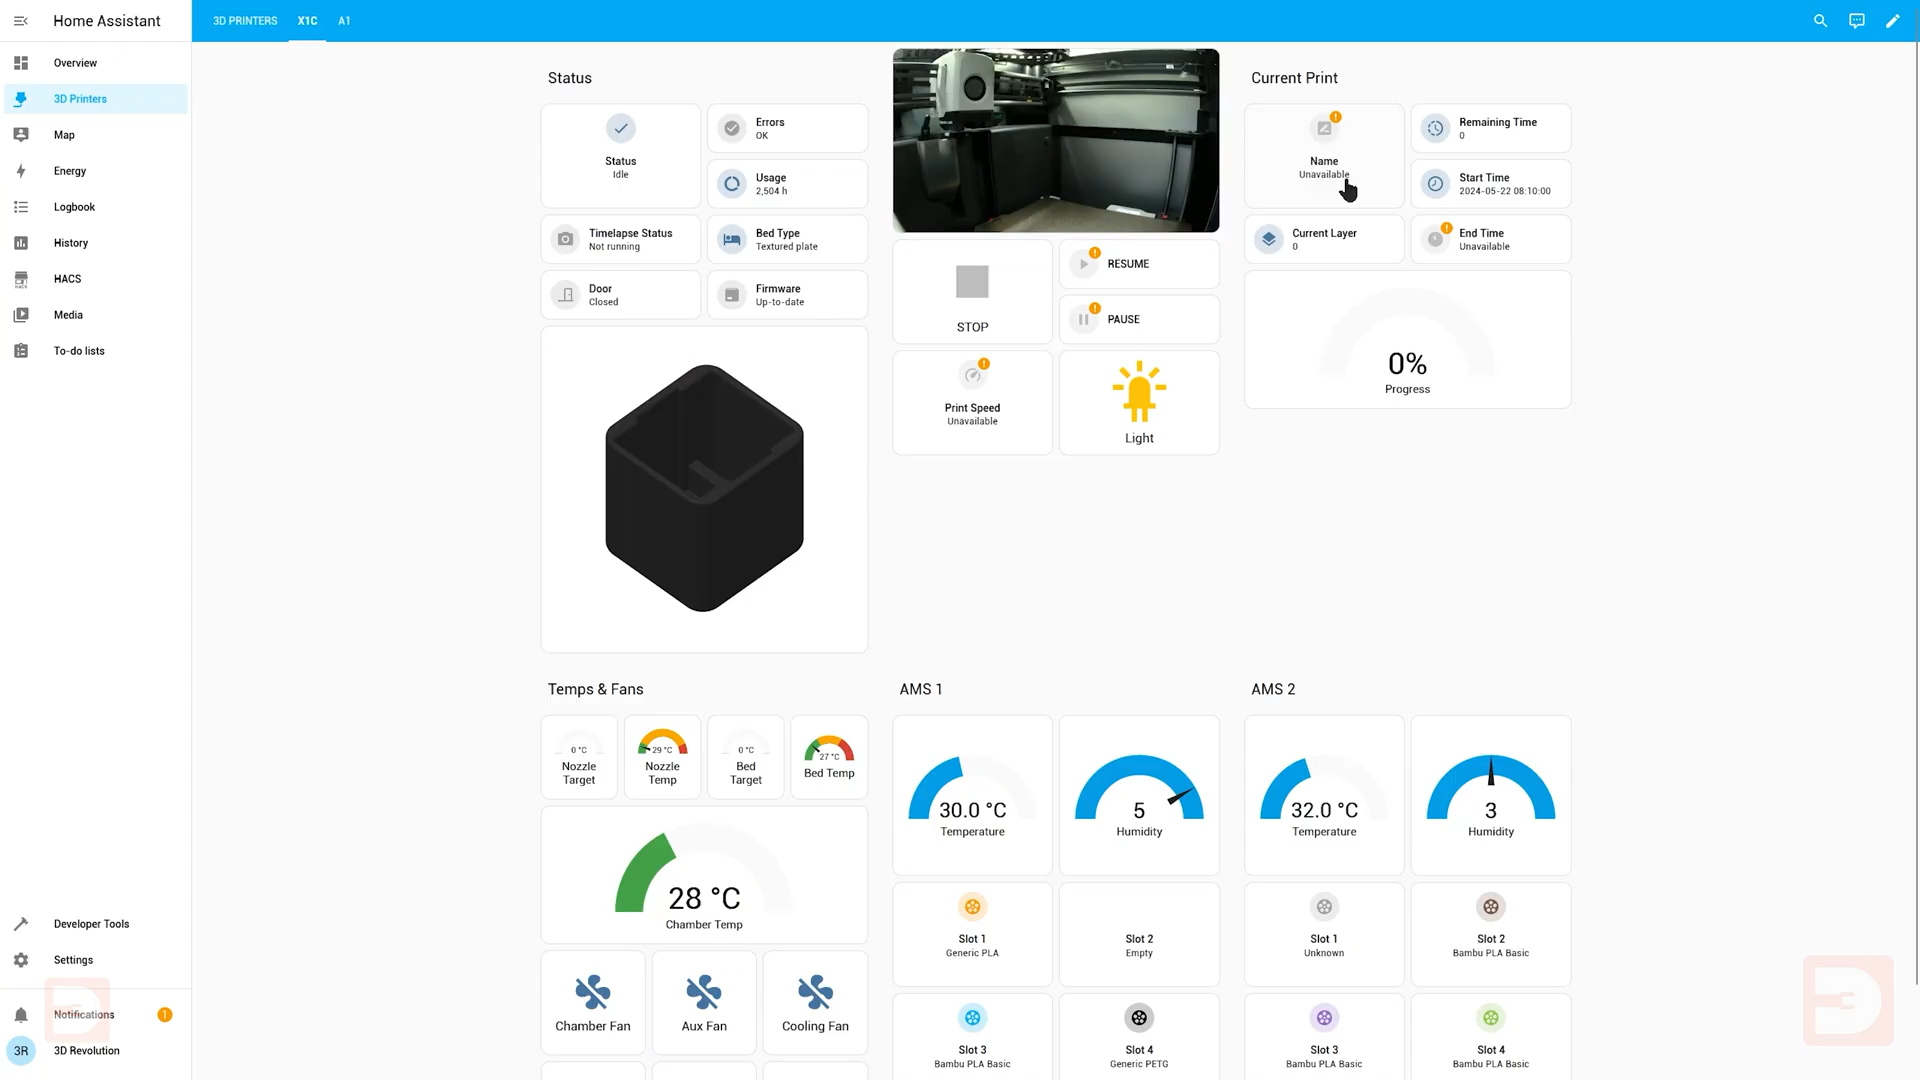 Home Assistant
3D PRINTERS
X1C
A1
Overview
3D Printers
Map
Energy
Logbook
History
HACS
Media
To-do lists
Developer Tools
Settings
Notifications
1
3R
3D Revolution
Status
Status
Idle
Errors
OK
Usage
2,504 h
Timelapse Status
Not running
Bed Type
Textured plate
Door
Closed
Firmware
Up-to-date
STOP
RESUME
PAUSE
Print Speed
Unavailable
Light
Current Print
Name
Unavailable
Remaining Time
0
Start Time
2024-05-22 08:10:00
Current Layer
0
End Time
Unavailable
0%
Progress
Temps & Fans
0 °C
Nozzle
Target
29 °C
Nozzle
Temp
0 °C
Bed
Target
27 °C
Bed Temp
28 °C
Chamber Temp
Chamber Fan
Aux Fan
Cooling Fan
AMS 1
30.0 °C
Temperature
5
Humidity
Slot 1
Generic PLA
Slot 2
Empty
Slot 3
Bambu PLA Basic
Slot 4
Generic PETG
AMS 2
32.0 °C
Temperature
3
Humidity
Slot 1
Unknown
Slot 2
Bambu PLA Basic
Slot 3
Bambu PLA Basic
Slot 4
Bambu PLA Basic